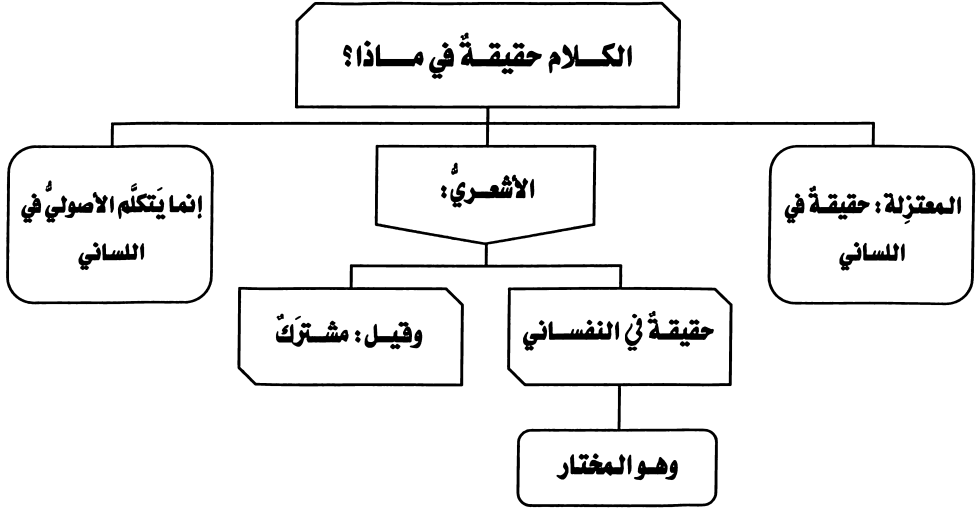 الكلام حقيقةٌ في ماذا؟
المعتزِلة: حقيقةٌ في
اللساني
الأشعريُّ:
إنما يَتكلَّم الأصوليُّ في
اللساني
حقيقةٌ في النفساني
وقيل: مشترَكٌ
وهو المختار